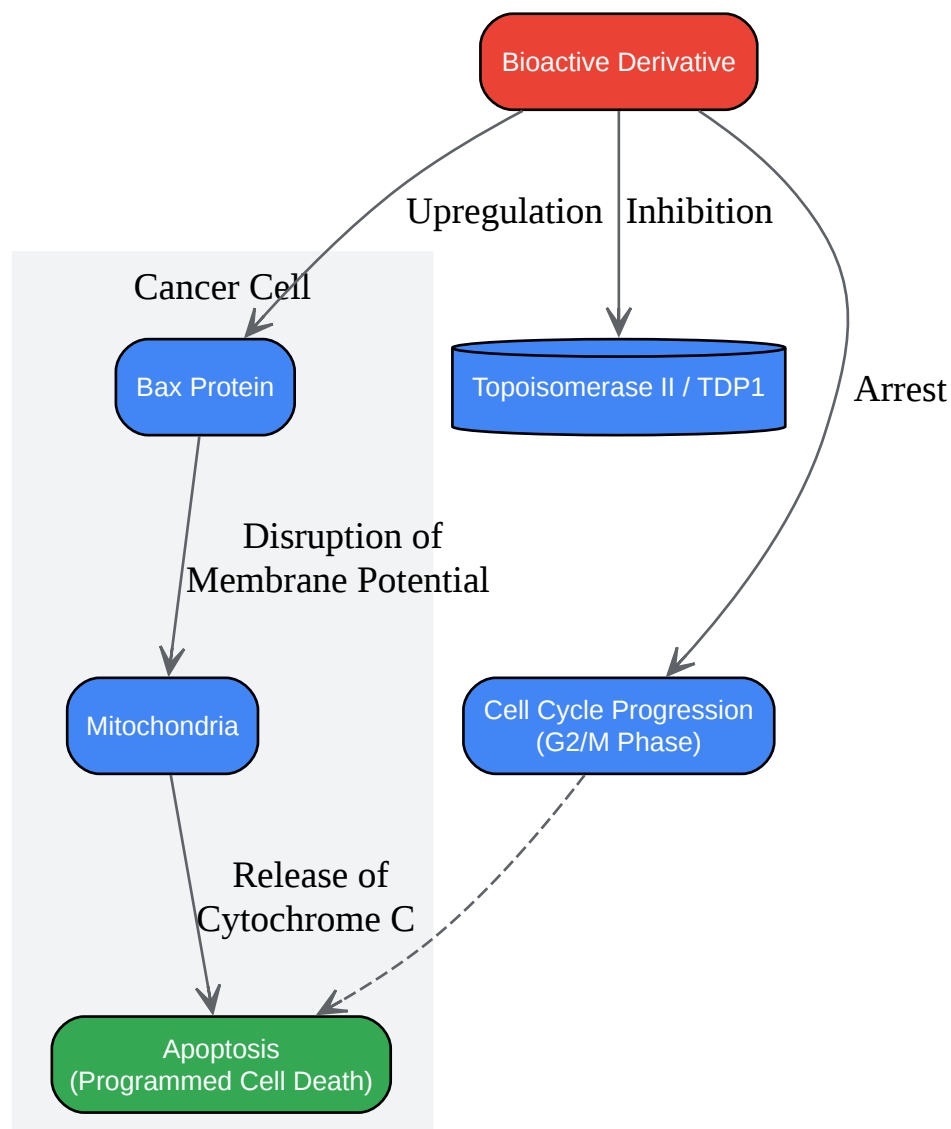 Bioactive Derivative
Upregulation
Inhibition
Cancer Cell
Bax Protein
Topoisomerase II / TDP1
Arrest
Disruption of
Membrane Potential
Mitochondria
Cell Cycle Progression
(G2/M Phase)
Release of
Cytochrome C
Apoptosis
(Programmed Cell Death)